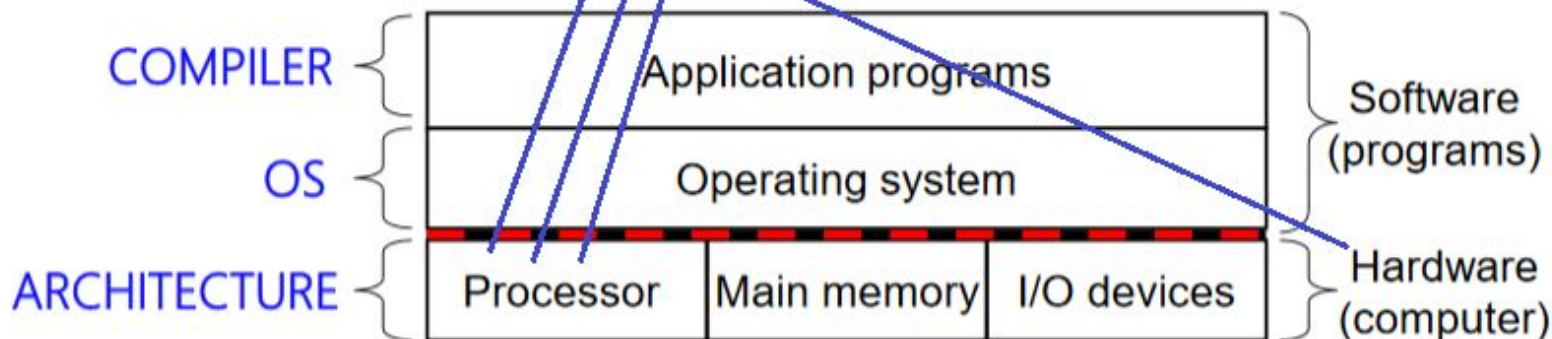 COMPILER
Application programs
Software
(programs)
OS
Operating system
ARCHITECTURE
Processor
Main memory
I/O devices
Hardware
(computer)